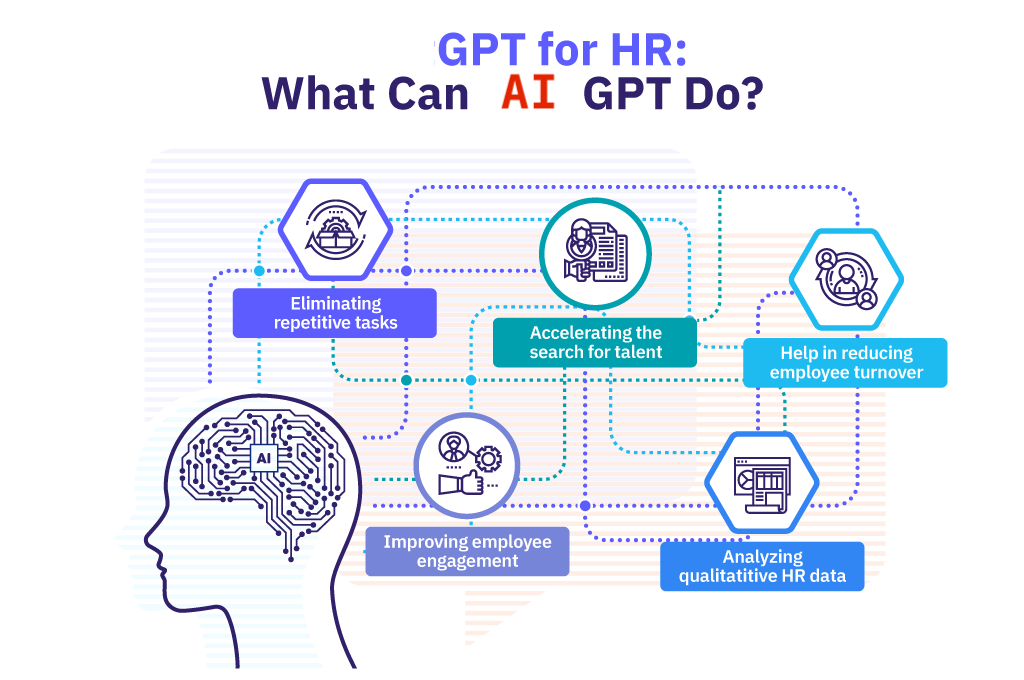 GPT for HR:
What Can AI GPT Do?
Eliminating
repetitive tasks
Accelerating the
search for talent
Help in reducing
employee turnover
AI
Improving employee
engagement
Analyzing
qualitatitive HR data